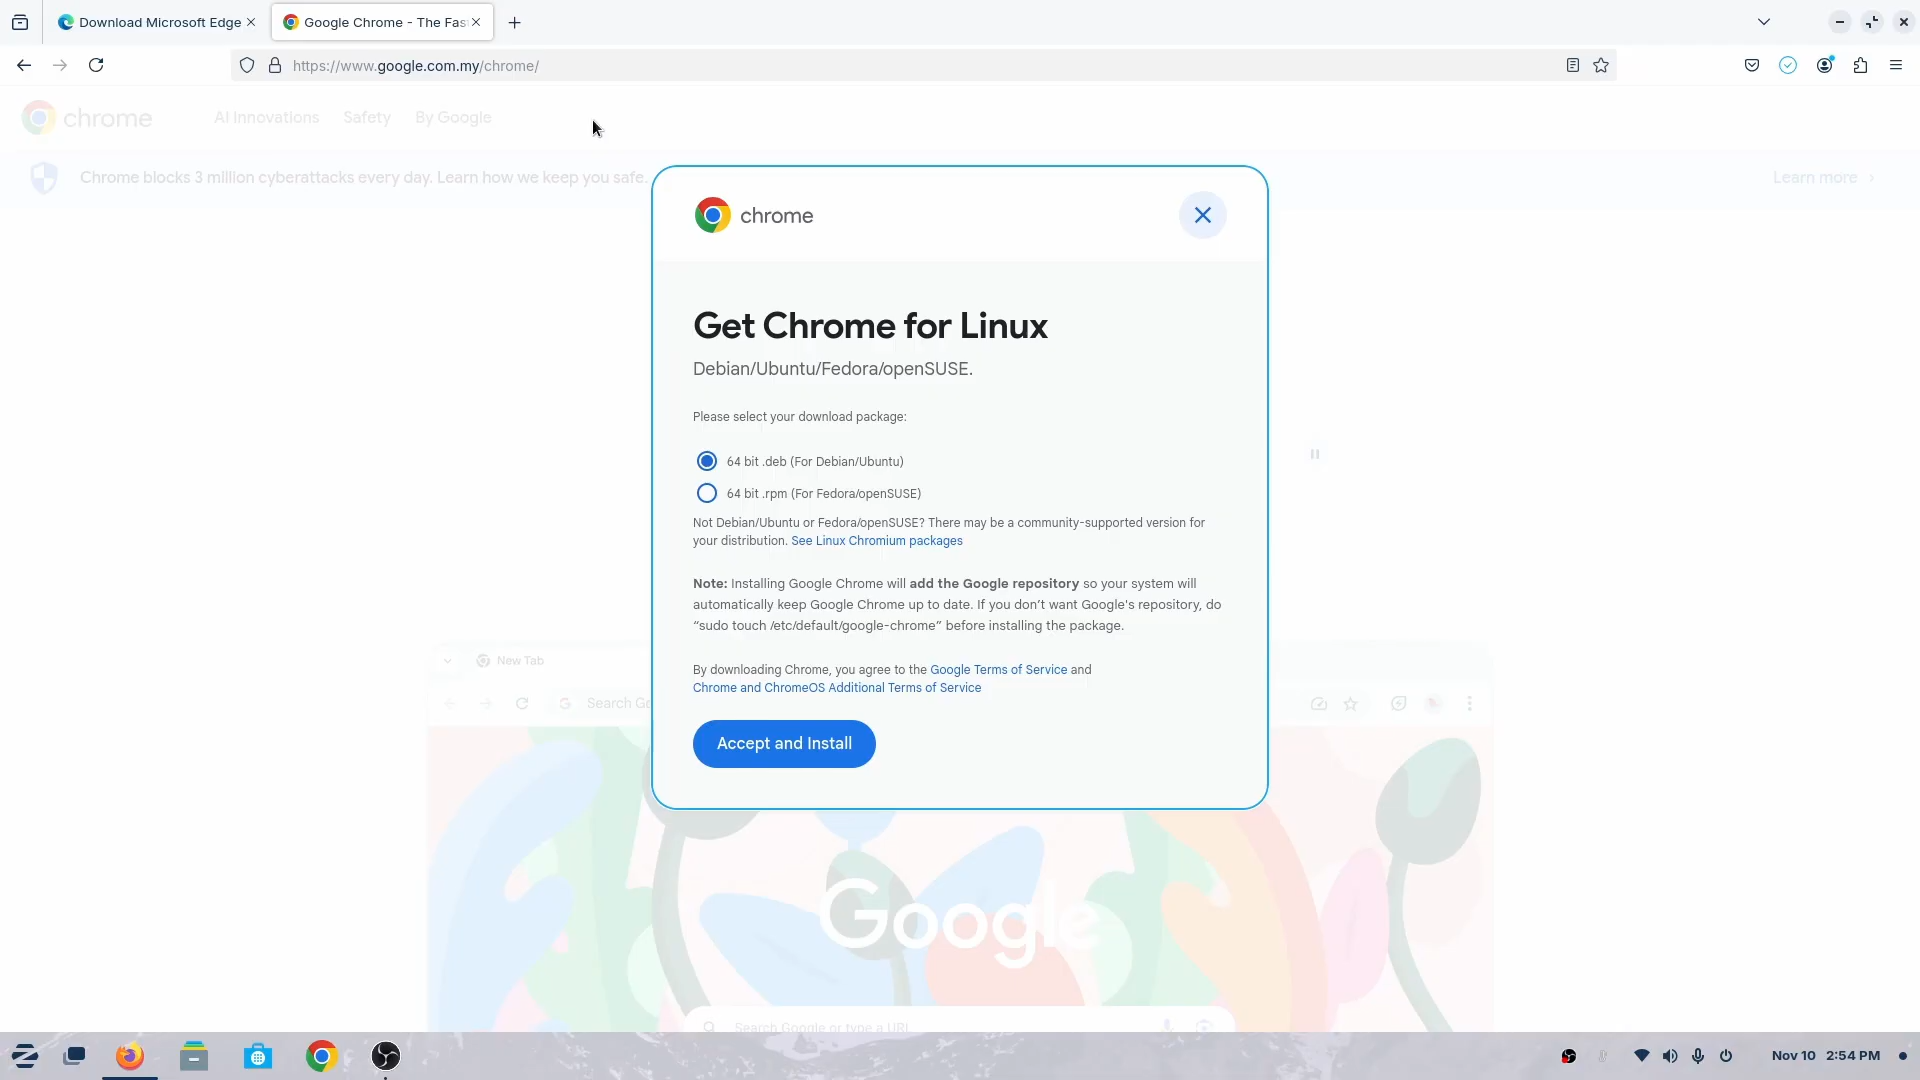 Download Microsoft Edge
Google Chrome - The Fas
https://www.google.com.my/chrome/
chrome
AI Innovations
Safety
By Google
Chrome blocks 3 million cyberattacks every day. Learn how we keep you safe.
Learn more
chrome
Get Chrome for Linux
Debian/Ubuntu/Fedora/openSUSE.
Please select your download package:
64 bit .deb (For Debian/Ubuntu)
64 bit .rpm (For Fedora/openSUSE)
Not Debian/Ubuntu or Fedora/openSUSE? There may be a community-supported version for
your distribution. See Linux Chromium packages
Note: Installing Google Chrome will add the Google repository so your system will
automatically keep Google Chrome up to date. If you don’t want Google's repository, do
“sudo touch /etc/default/google-chrome” before installing the package.
By downloading Chrome, you agree to the Google Terms of Service and
Chrome and ChromeOS Additional Terms of Service
Accept and Install
New Tab
Search Go
Google
Search Google or type a URL
Nov 10 2:54 PM